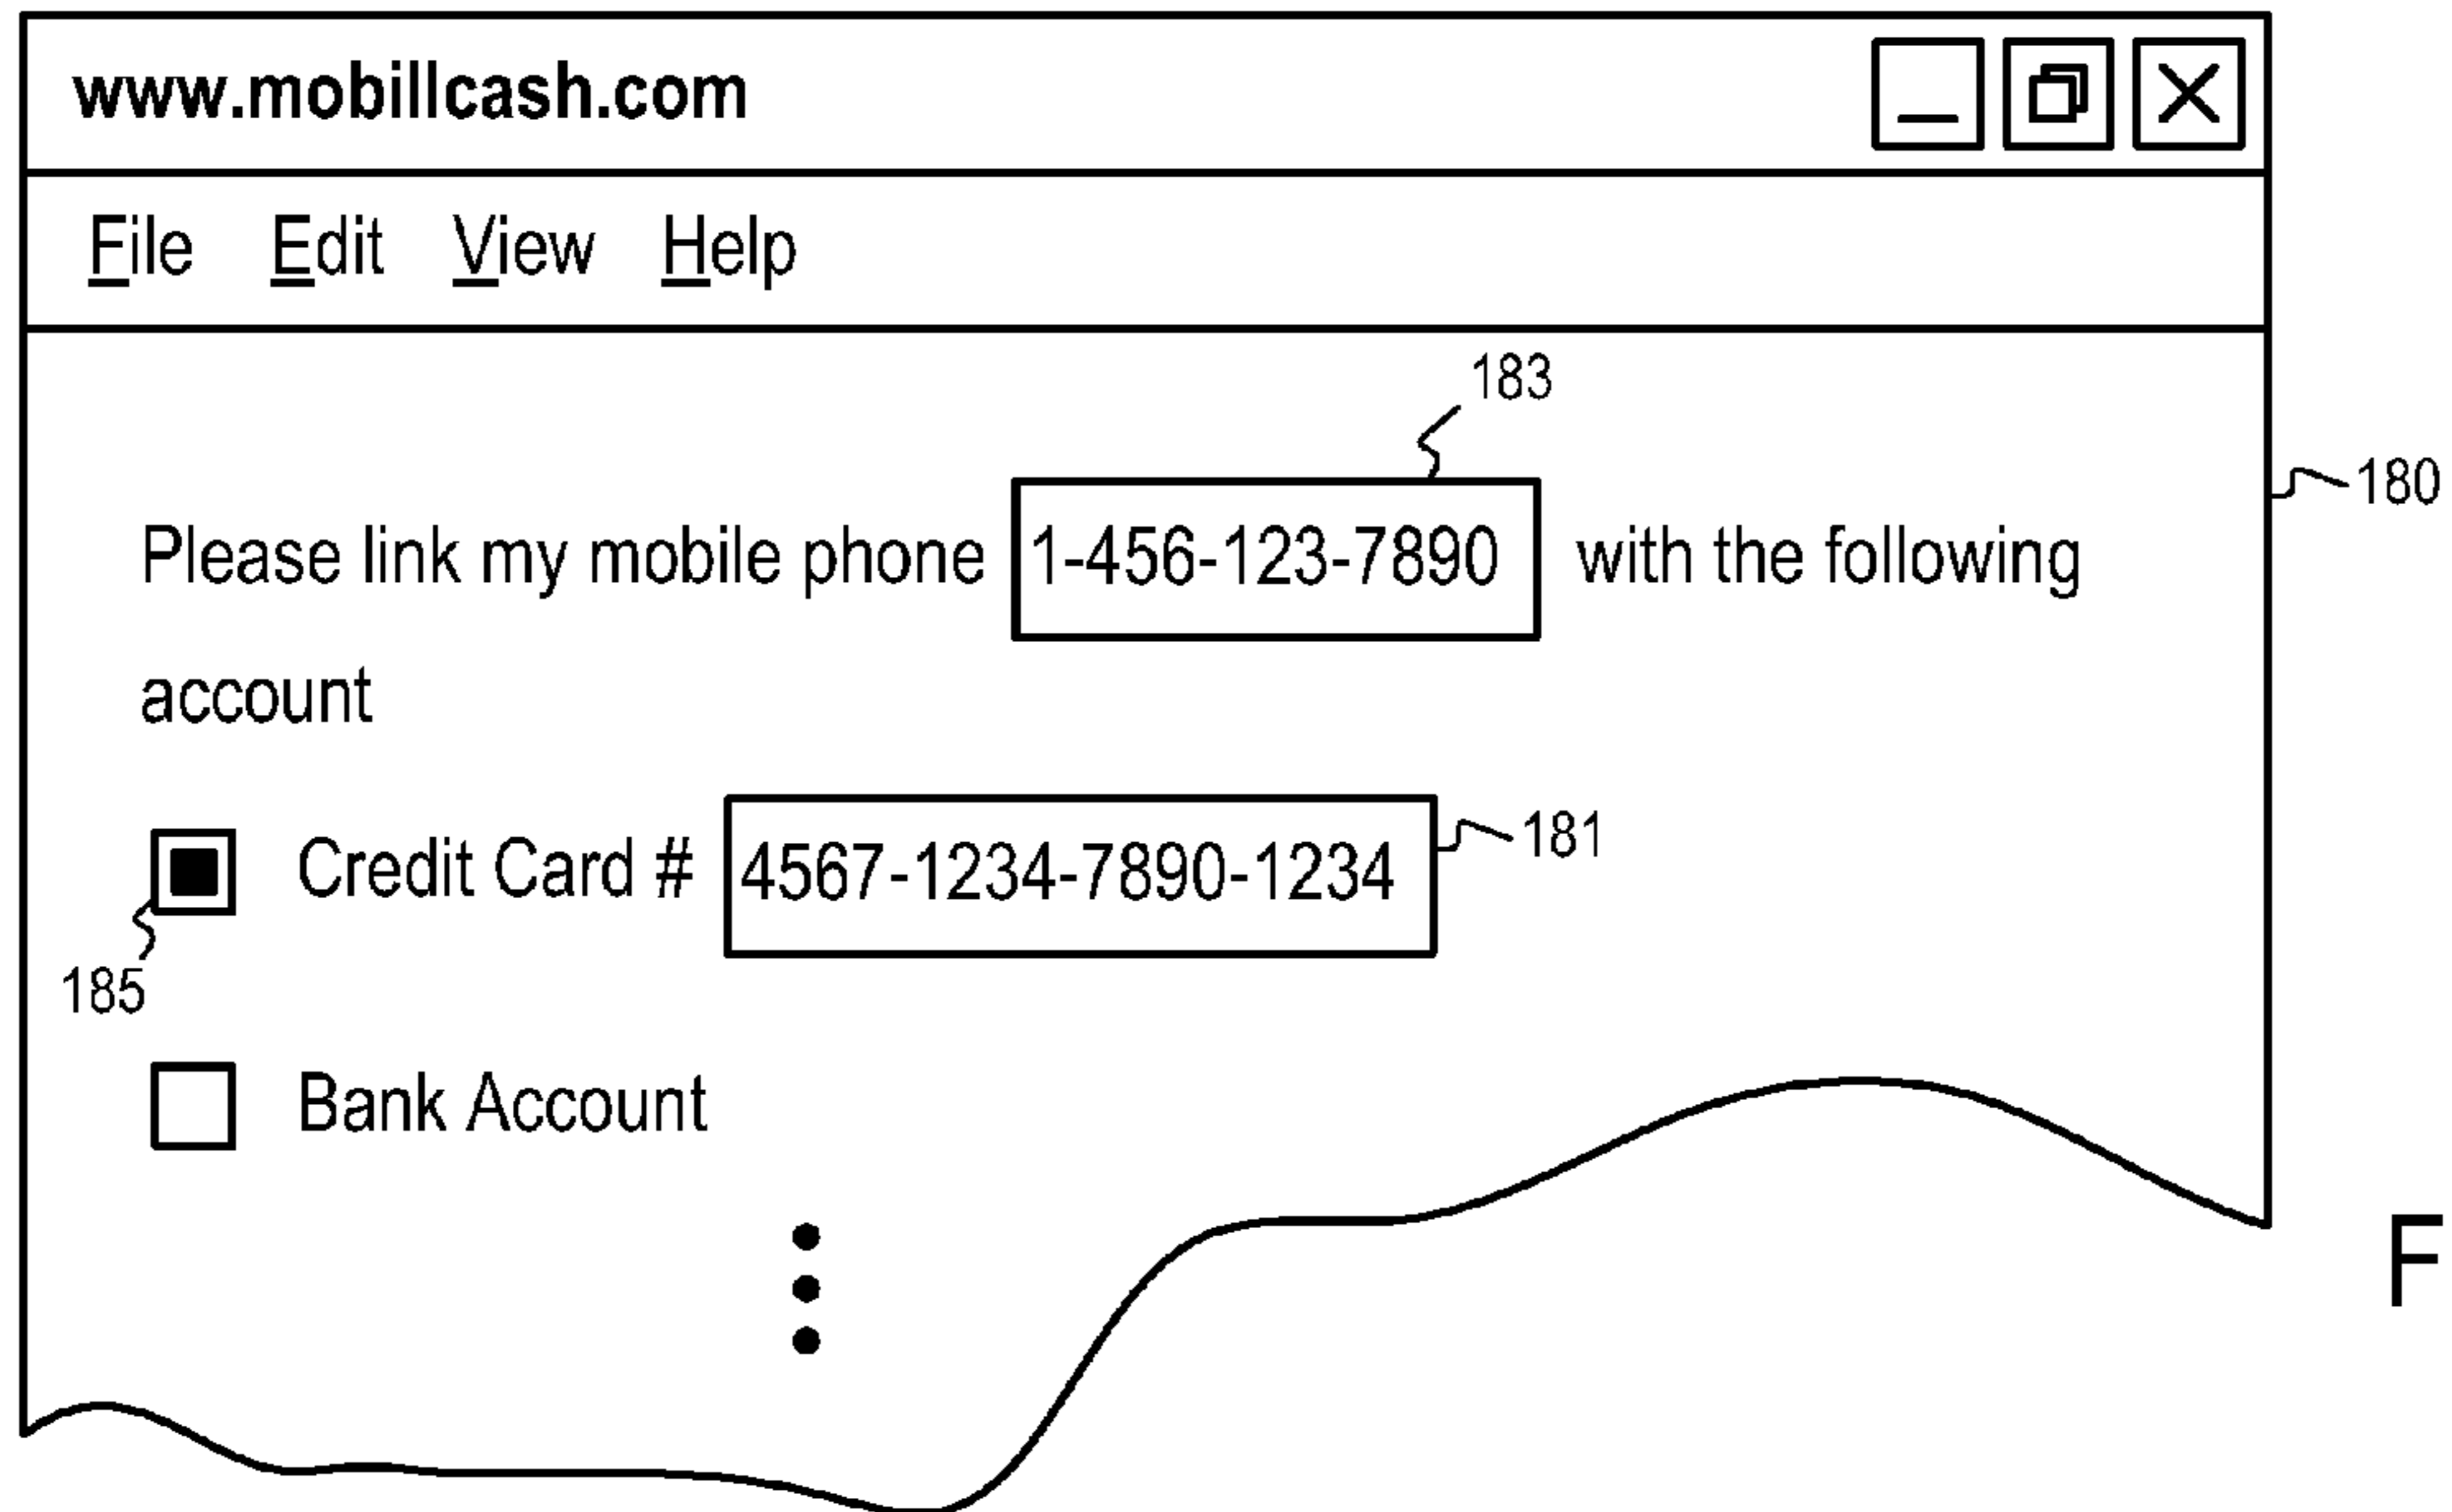 www.mobillcash.com
File Edit View Help
183
180
Please link my mobile phone 1-456-123-7890 with the following
account
Credit Card # 4567-1234-7890-1234
181
185
Bank Account
F